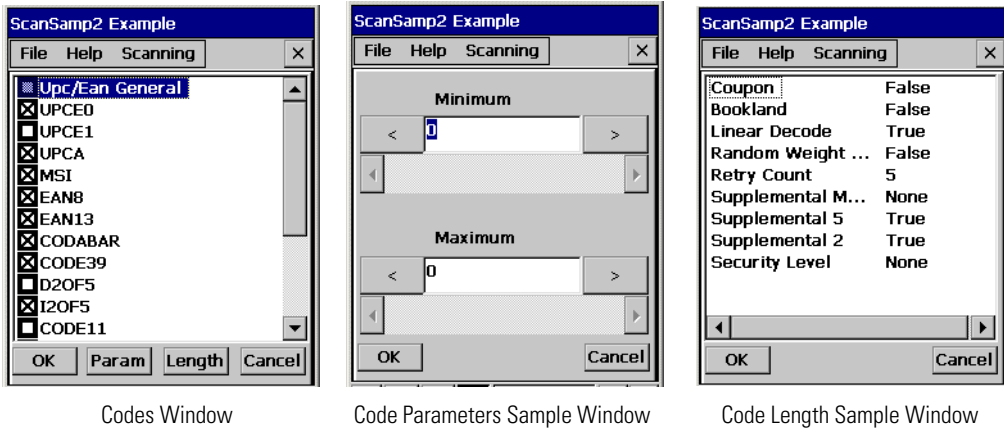 ScanSamp2 Example
File Help Scanning
Upc/Ean General
UPCE0
UPCE1
UPCA
MSI
EAN8
EAN13
CODABAR
CODE39
D2OF5
I2OF5
CODE11
OK Param Length Cancel
Codes Window
ScanSamp2 Example
File Help Scanning
Minimum
< 0 >
Maximum
< 0 >
OK Cancel
Code Parameters Sample Window
ScanSamp2 Example
File Help Scanning
Coupon False
Bookland False
Linear Decode True
Random Weight ... False
Retry Count 5
Supplemental M... None
Supplemental 5 True
Supplemental 2 True
Security Level None
OK Cancel
Code Length Sample Window